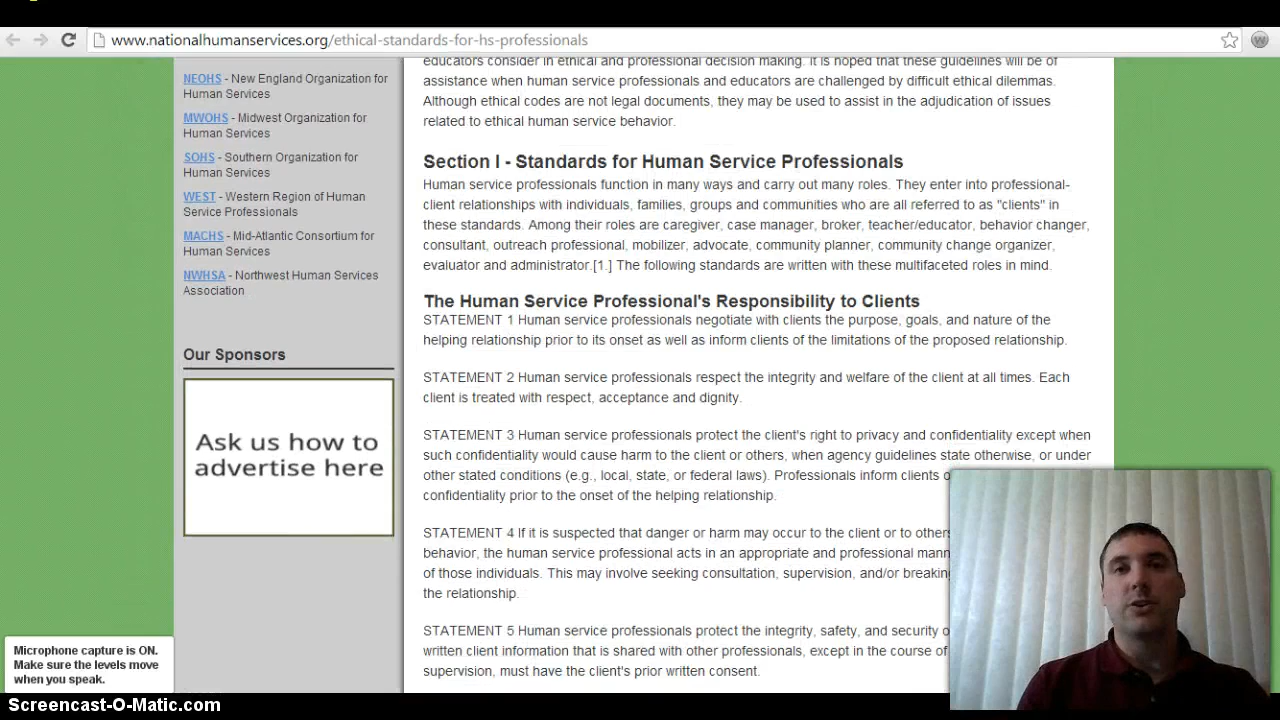 www.nationalhumanservices.org/ethical-standards-for-hs-professionals
W
NEOHS - New England Organization for
Human Services
MWOHS - Midwest Organization for
Human Services
SOHS - Southern Organization for
Human Services
WEST - Western Region of Human
Service Professionals
MACHS - Mid-Atlantic Consortium for
Human Services
NWHSA - Northwest Human Services
Association
Our Sponsors
Ask us how to
advertise here
educators consider in ethical and professional decision making. It is hoped that these guidelines will be of
assistance when human service professionals and educators are challenged by difficult ethical dilemmas.
Although ethical codes are not legal documents, they may be used to assist in the adjudication of issues
related to ethical human service behavior.
Section I - Standards for Human Service Professionals
Human service professionals function in many ways and carry out many roles. They enter into professional-
client relationships with individuals, families, groups and communities who are all referred to as "clients" in
these standards. Among their roles are caregiver, case manager, broker, teacher/educator, behavior changer,
consultant, outreach professional, mobilizer, advocate, community planner, community change organizer,
evaluator and administrator.[1.] The following standards are written with these multifaceted roles in mind.
The Human Service Professional's Responsibility to Clients
STATEMENT 1 Human service professionals negotiate with clients the purpose, goals, and nature of the
helping relationship prior to its onset as well as inform clients of the limitations of the proposed relationship.
STATEMENT 2 Human service professionals respect the integrity and welfare of the client at all times. Each
client is treated with respect, acceptance and dignity.
STATEMENT 3 Human service professionals protect the client's right to privacy and confidentiality except when
such confidentiality would cause harm to the client or others, when agency guidelines state otherwise, or under
other stated conditions (e.g., local, state, or federal laws). Professionals inform clients o
confidentiality prior to the onset of the helping relationship.
STATEMENT 4 If it is suspected that danger or harm may occur to the client or to others
behavior, the human service professional acts in an appropriate and professional mann
of those individuals. This may involve seeking consultation, supervision, and/or breaking
the relationship.
STATEMENT 5 Human service professionals protect the integrity, safety, and security o
written client information that is shared with other professionals, except in the course of
supervision, must have the client's prior written consent.
Microphone capture is ON.
Make sure the levels move
when you speak.
Screencast-O-Matic.com